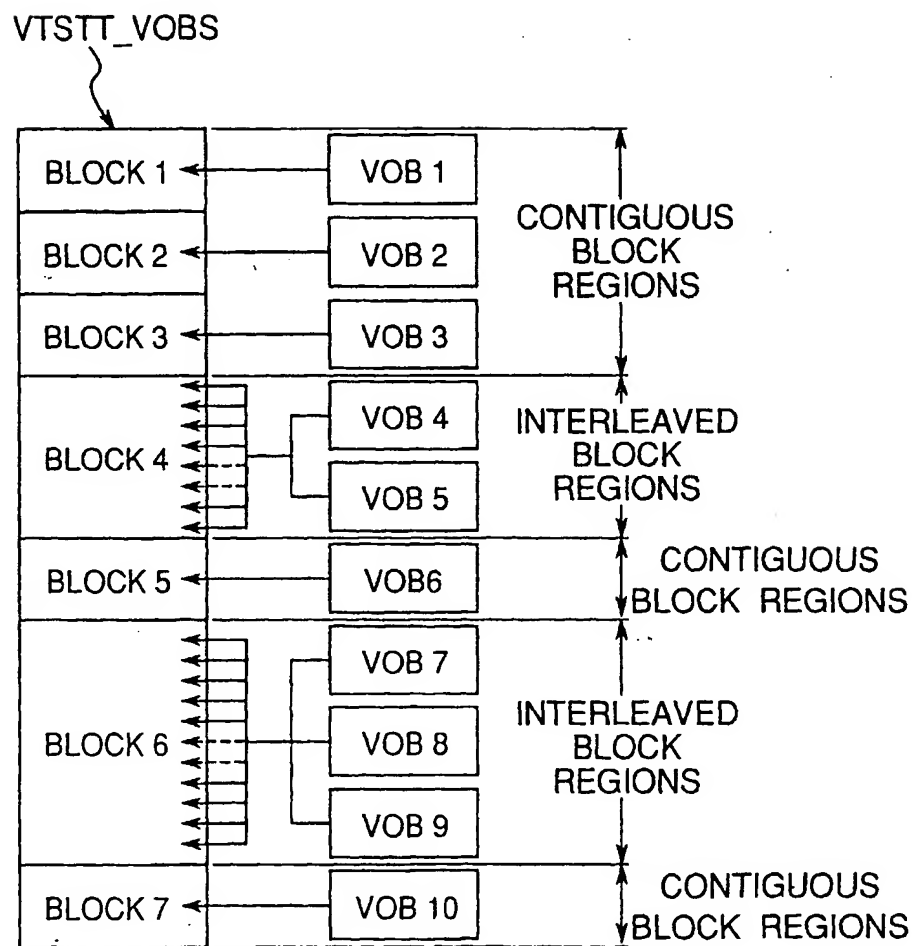 VTSTT_VOBS
BLOCK 1
VOB 1
BLOCK 2
VOB 2
BLOCK 3
VOB 3
CONTIGUOUS
BLOCK
REGIONS
BLOCK 4
VOB 4
VOB 5
INTERLEAVED
BLOCK
REGIONS
BLOCK 5
VOB6
CONTIGUOUS
BLOCK REGIONS
BLOCK 6
VOB 7
VOB 8
VOB 9
INTERLEAVED
BLOCK
REGIONS
BLOCK 7
VOB 10
CONTIGUOUS
BLOCK REGIONS